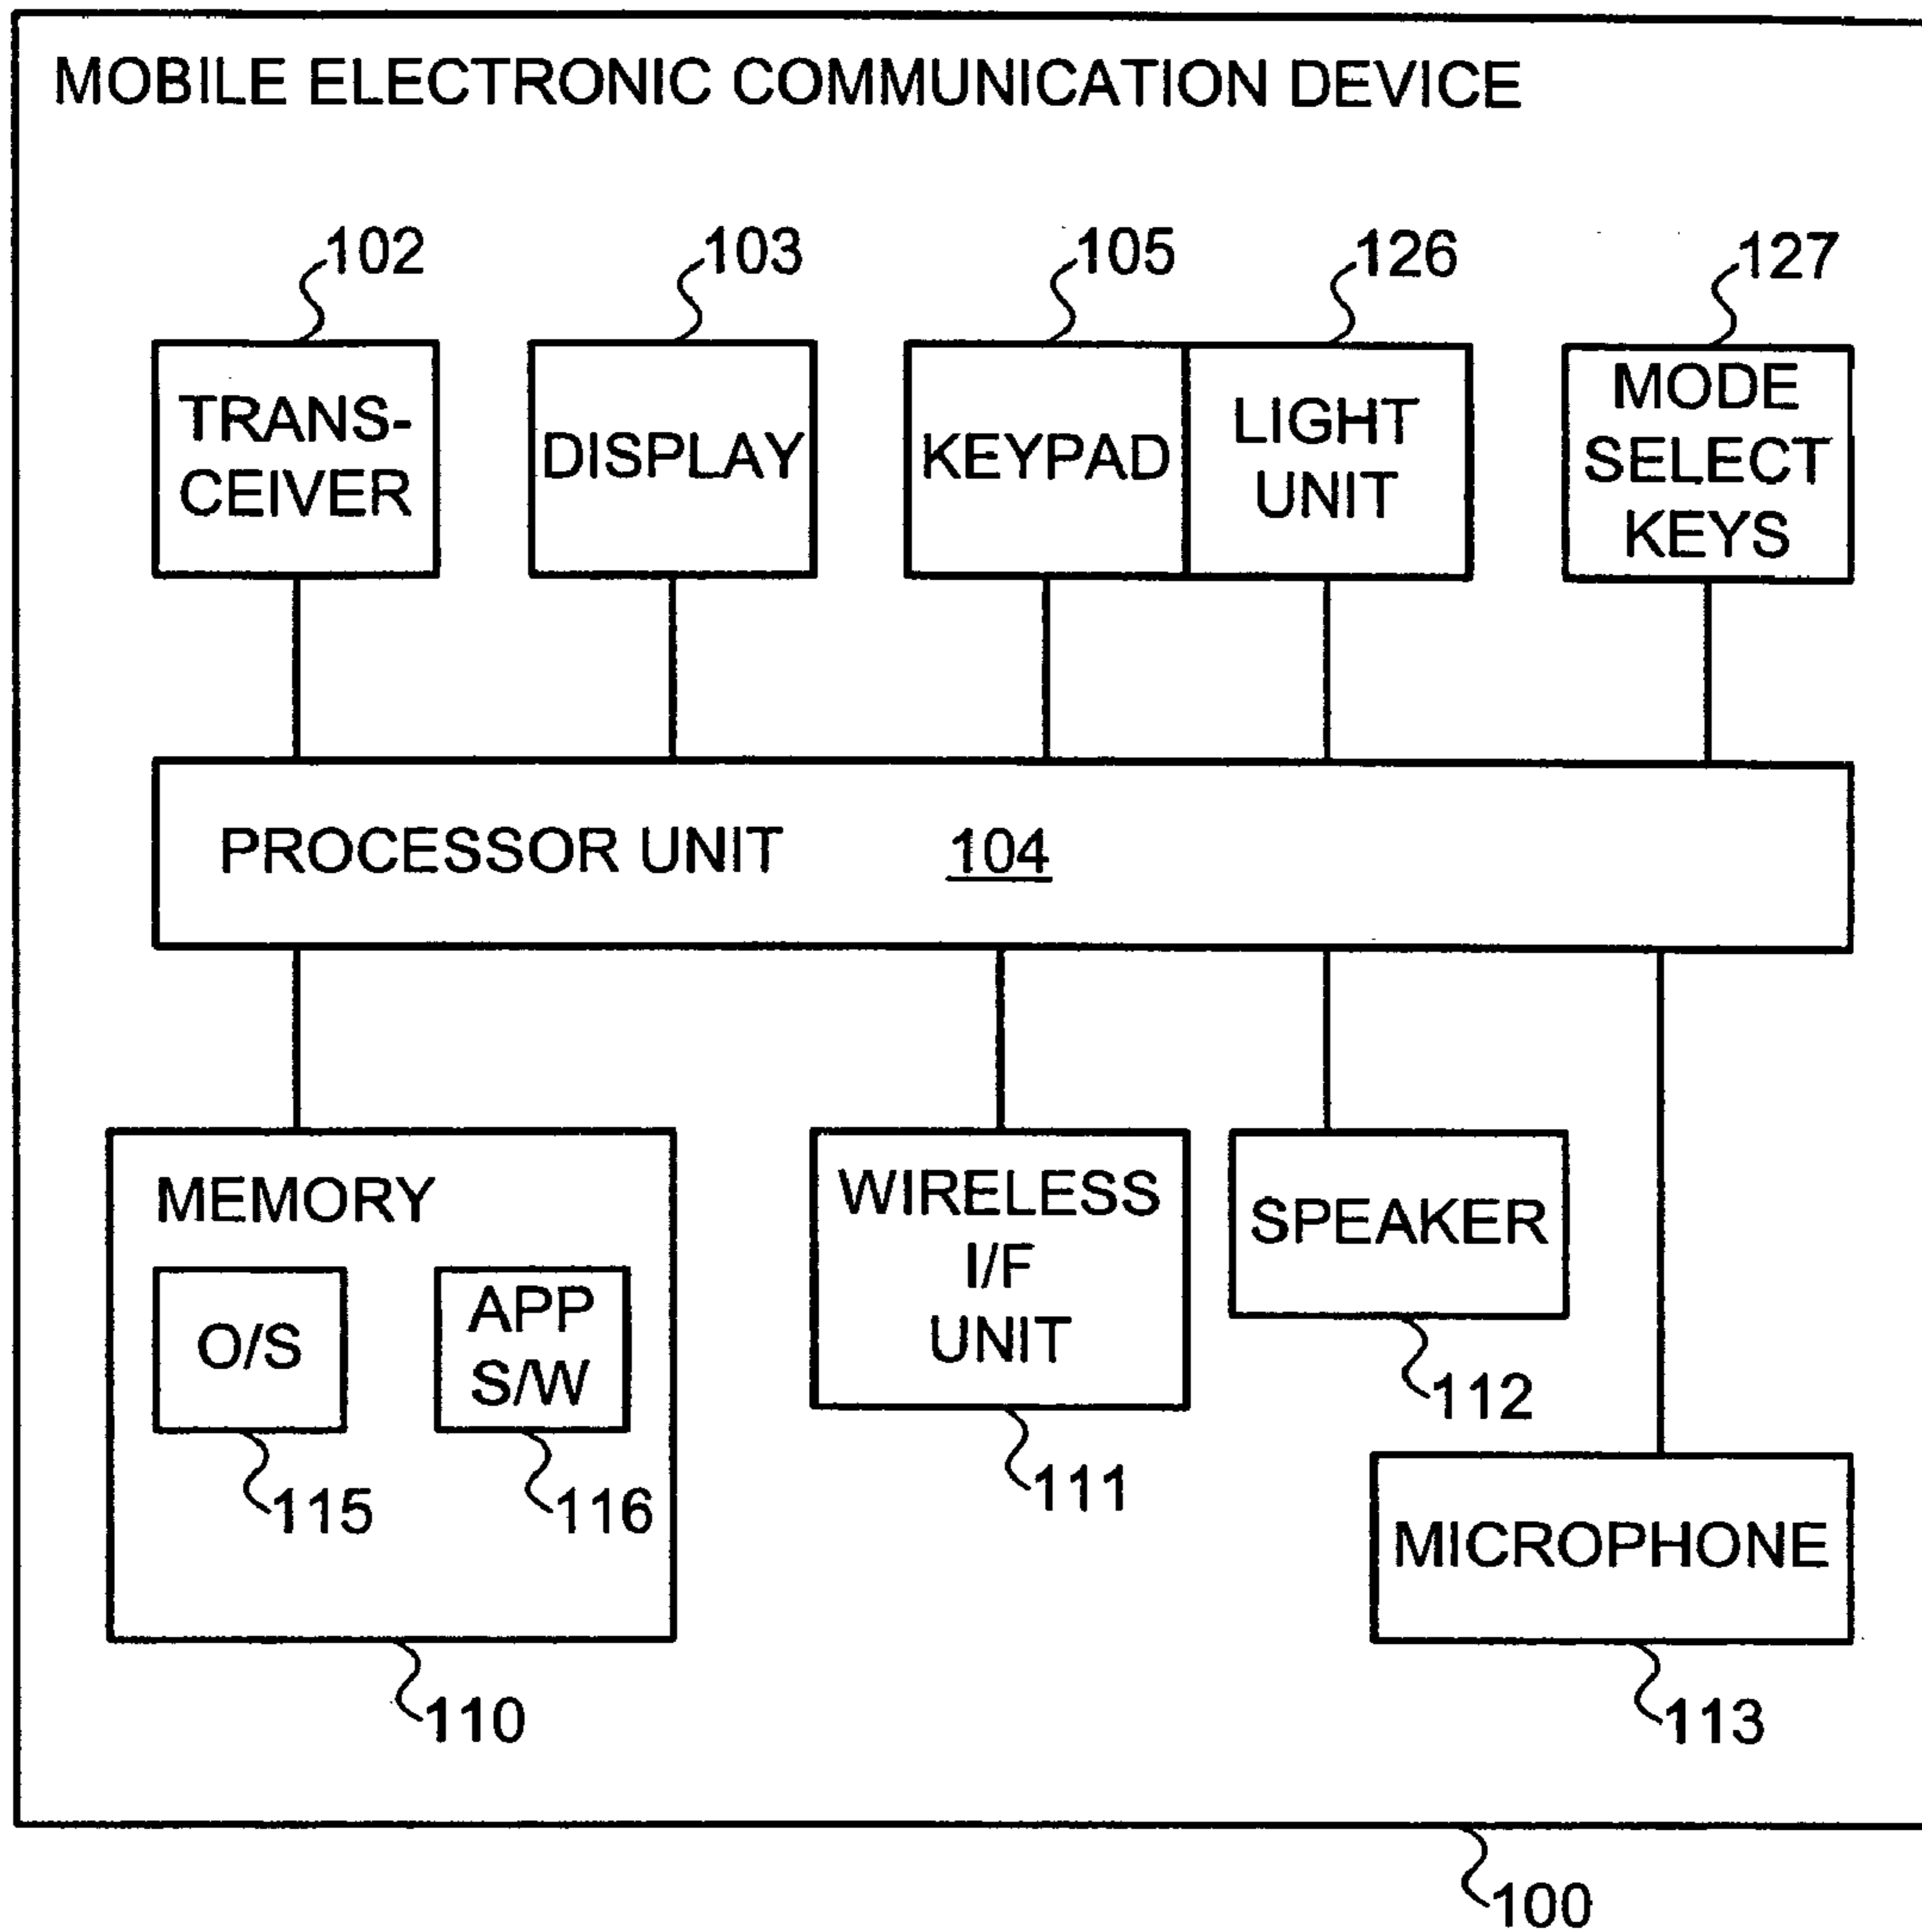 MOBILE ELECTRONIC COMMUNICATION DEVICE
102
103
105
126
127
TRANS-
CEIVER
DISPLAY
KEYPAD
LIGHT
UNIT
MODE
SELECT
KEYS
PROCESSOR UNIT 104
MEMORY
O/S
APP
S/W
115
116
110
WIRELESS
I/F
UNIT
111
SPEAKER
112
MICROPHONE
113
100